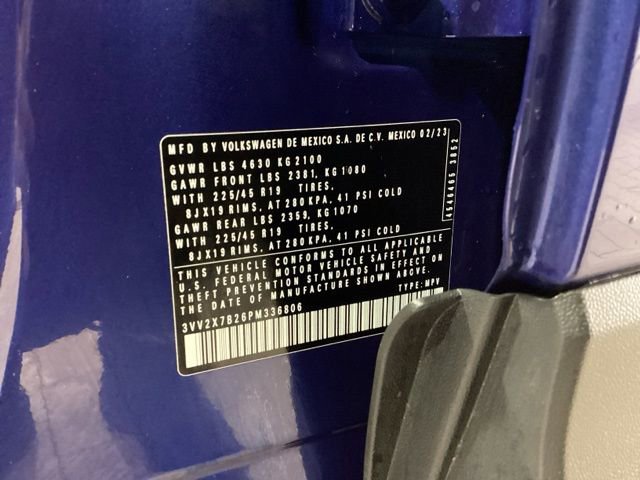 MFD BY VOLKSWAGEN DE MEXICO S.A. DE C.V. MEXICO 02/23
GVWR LBS 4630 KG 2100
GAWR FRONT LBS 2381, KG 1080
WITH 225/45 R19 TIRES,
8JX19 RIMS, AT 280 KPA, 41 PSI COLD
GAWR REAR LBS 2359, KG 1070
WITH 225/45 R19 TIRES,
8JX19 RIMS, AT 280 KPA, 41 PSI COLD
THIS VEHICLE CONFORMS TO ALL APPLICABLE
U.S. FEDERAL MOTOR VEHICLE SAFETY AND
THEFT PREVENTION STANDARDS IN EFFECT ON
THE DATE OF MANUFACTURE SHOWN ABOVE.
3VV2X7B26PM336806 TYPE: MPV
4546465 3852